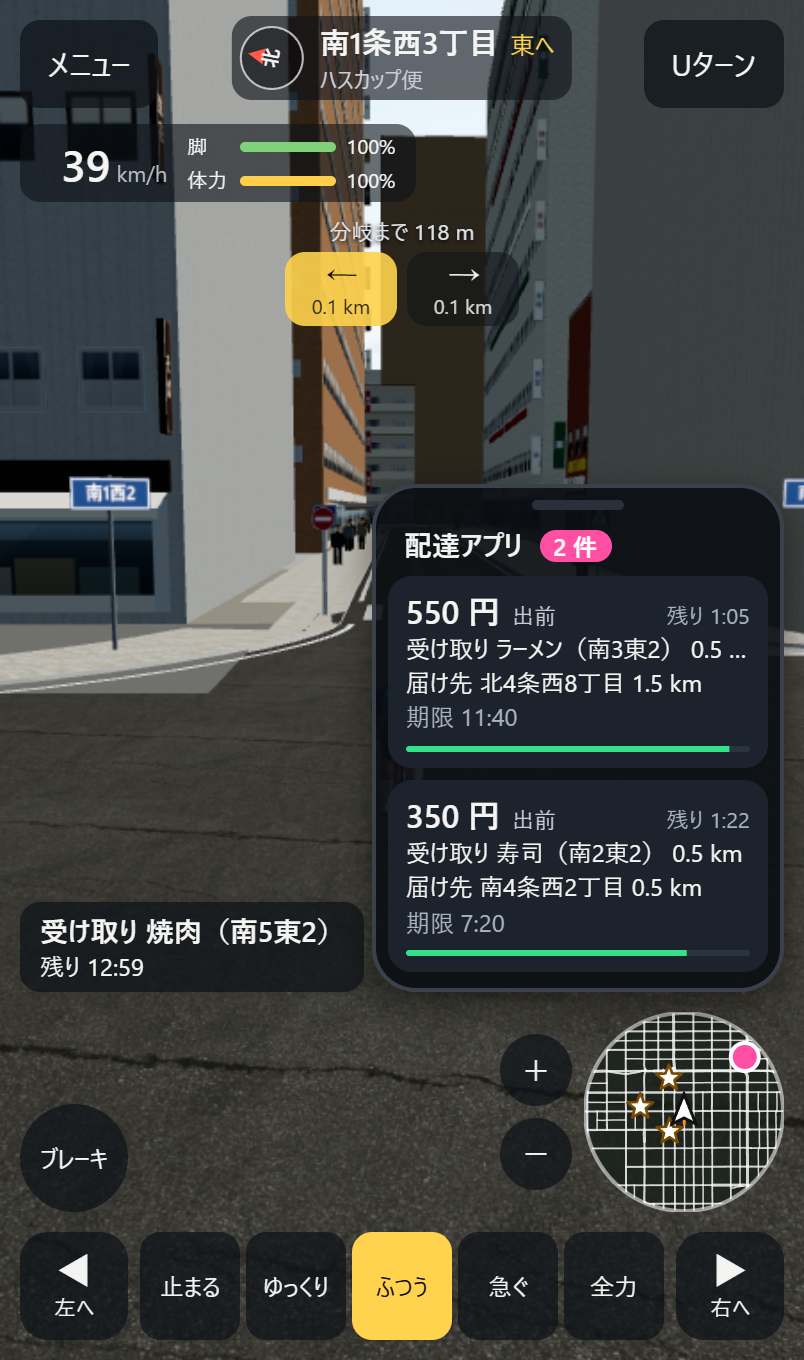 メニュー
北
南1条西3丁目 東へ
ハスカップ便
Uターン
39 km/h
脚 100%
体力 100%
分岐まで 118 m
← →
0.1 km 0.1 km
南1西2
配達アプリ 2 件
550 円 出前 残り 1:05
受け取り ラーメン（南3東2） 0.5 ...
届け先 北4条西8丁目 1.5 km
期限 11:40
350 円 出前 残り 1:22
受け取り 寿司（南2東2） 0.5 km
届け先 南4条西2丁目 0.5 km
期限 7:20
受け取り 焼肉（南5東2）
残り 12:59
＋
－
ブレーキ
◀ 左へ
止まる
ゆっくり
ふつう
急ぐ
全力
▶ 右へ